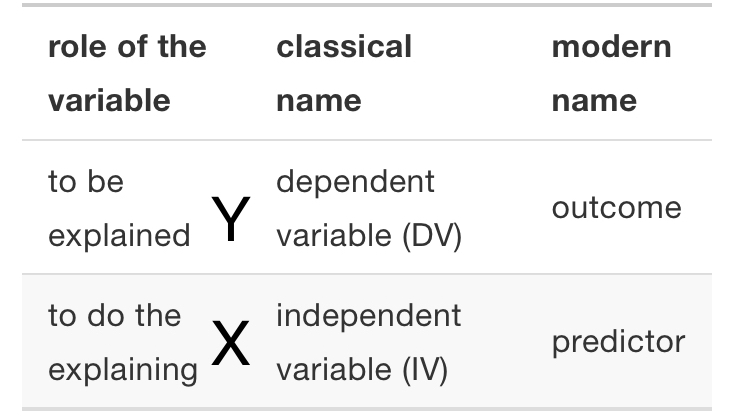 role of the classical modern
variable name name
to be dependent
explained Y variable (DV) outcome
to do the independent
explaining X variable (IV) predictor